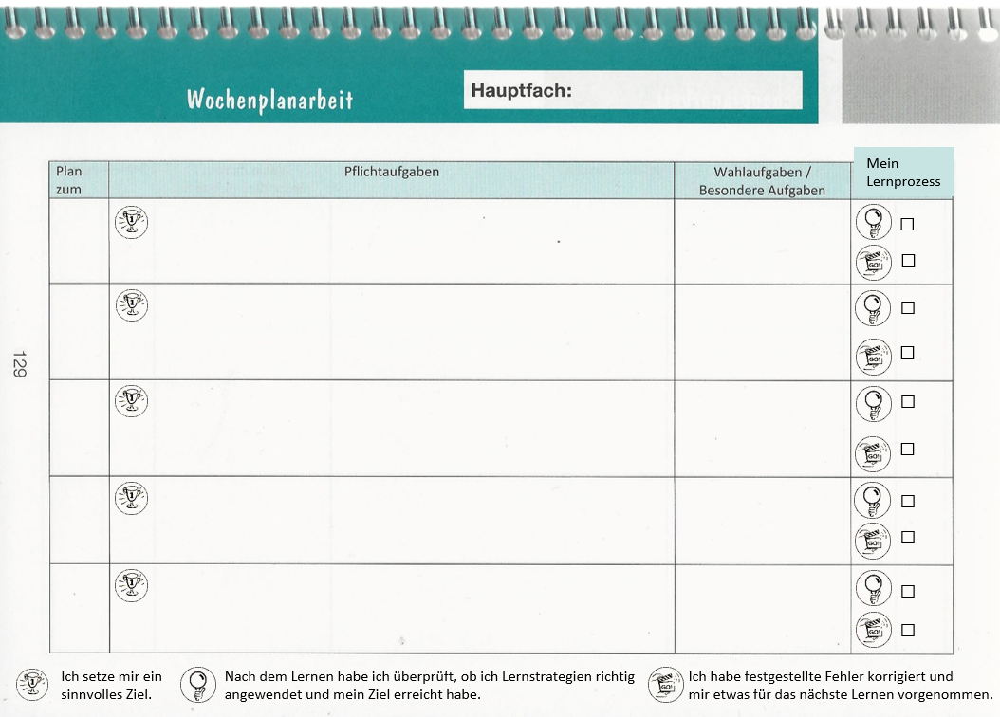 Wochenplanarbeit
Hauptfach:
Plan
zum
Pflichtaufgaben
Wahlaufgaben /
Besondere Aufgaben
Mein
Lernprozess
1
GO!
1
GO!
1
GO!
1
GO!
1
GO!
129
1
Ich setze mir ein
sinnvolles Ziel.
Nach dem Lernen habe ich überprüft, ob ich Lernstrategien richtig
angewendet und mein Ziel erreicht habe.
GO!
Ich habe festgestellte Fehler korrigiert und
mir etwas für das nächste Lernen vorgenommen.